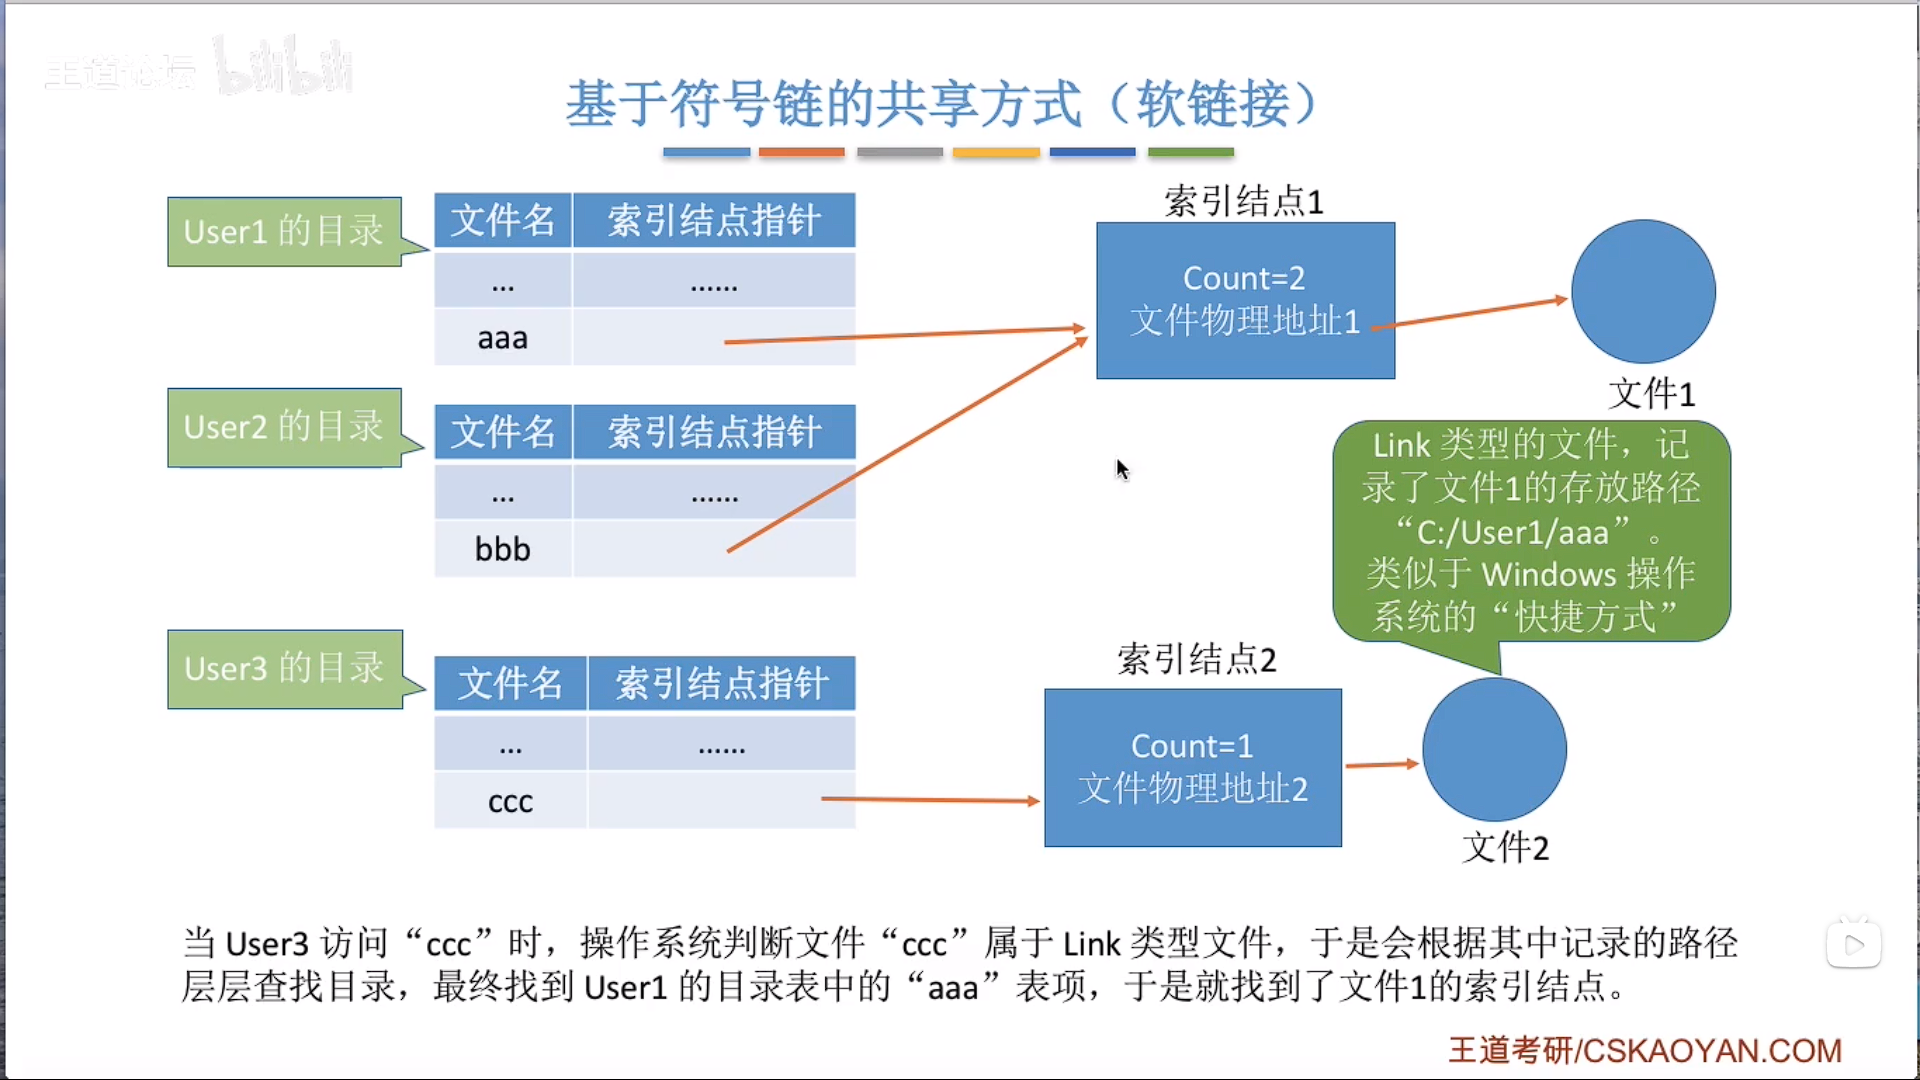 王道论坛 bilibili
基于符号链的共享方式（软链接）
User1 的目录
文件名 索引结点指针
... ......
aaa
索引结点1
Count=2
文件物理地址1
文件1
User2 的目录
文件名 索引结点指针
... ......
bbb
Link 类型的文件，记
录了文件1的存放路径
“C:/User1/aaa”。
类似于 Windows 操作
系统的“快捷方式”
User3 的目录
文件名 索引结点指针
... ......
ccc
索引结点2
Count=1
文件物理地址2
文件2
当 User3 访问“ccc”时，操作系统判断文件“ccc”属于 Link 类型文件，于是会根据其中记录的路径
层层查找目录，最终找到 User1 的目录表中的“aaa”表项，于是就找到了文件1的索引结点。
王道考研/CSKAOYAN.COM